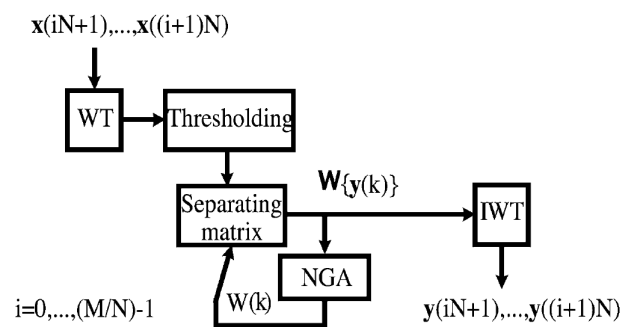 x(iN+1),...,x((i+1)N)
WT
Thresholding
Separating
matrix
W{y(k)}
IWT
NGA
W(k)
i=0,...,(M/N)-1
y(iN+1),...,y((i+1)N)